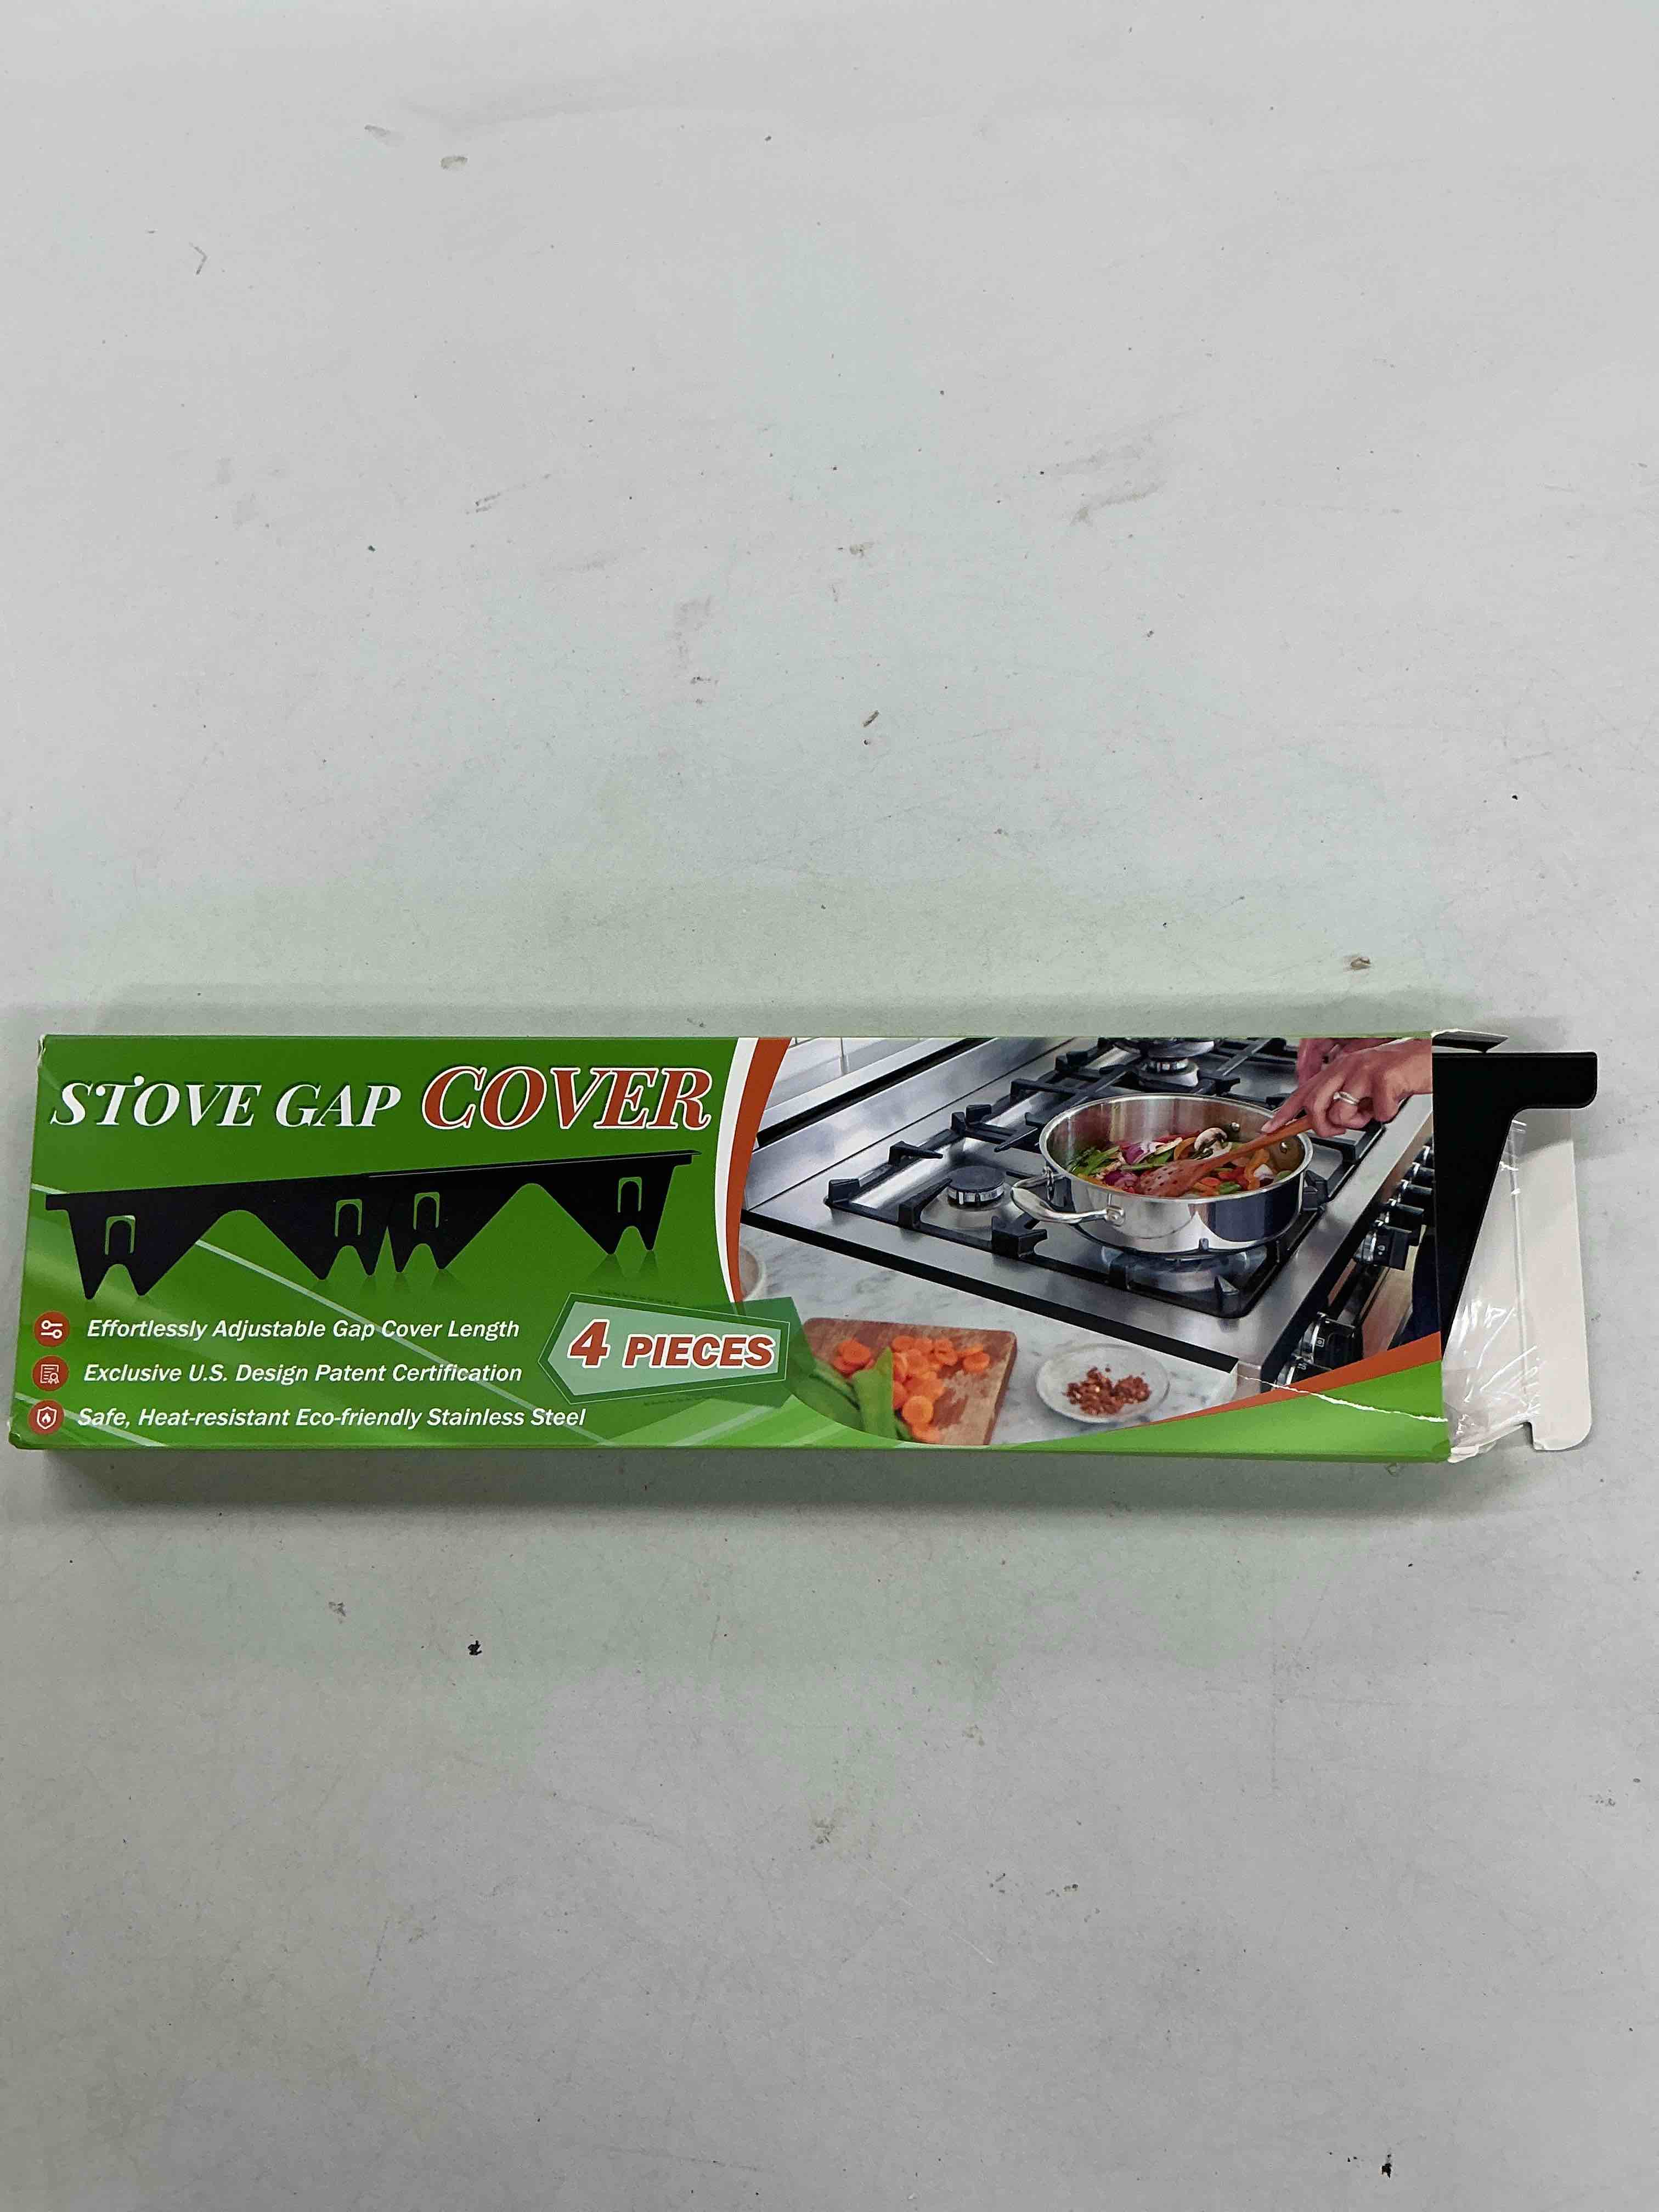 STOVE GAP COVER
Effortlessly Adjustable Gap Cover Length
Exclusive U.S. Design Patent Certification
Safe, Heat-resistant Eco-friendly Stainless Steel
4 PIECES